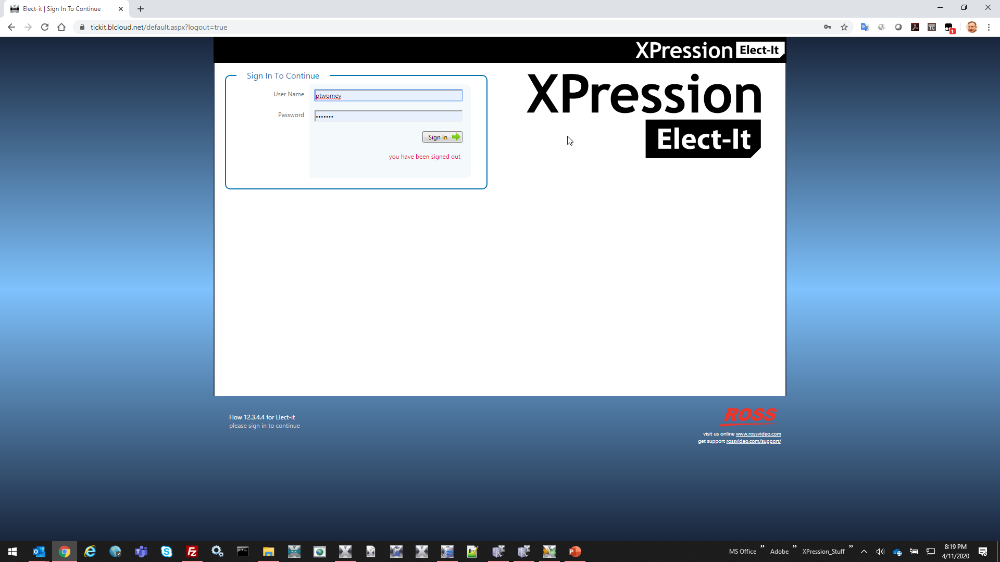 Elect-it | Sign In To Continue
tickit.blcloud.net/default.aspx?logout=true
TC
1
XPression Elect-It
Sign In To Continue
User Name
ptwomey
Password
•••••••
Sign In
you have been signed out
XPression
Elect-It
Flow 12.3.4.4 for Elect-it
please sign in to continue
ROSS
visit us online www.rossvideo.com
get support rossvideo.com/support/
MS Office
Adobe
XPression_Stuff
8:19 PM
4/11/2020